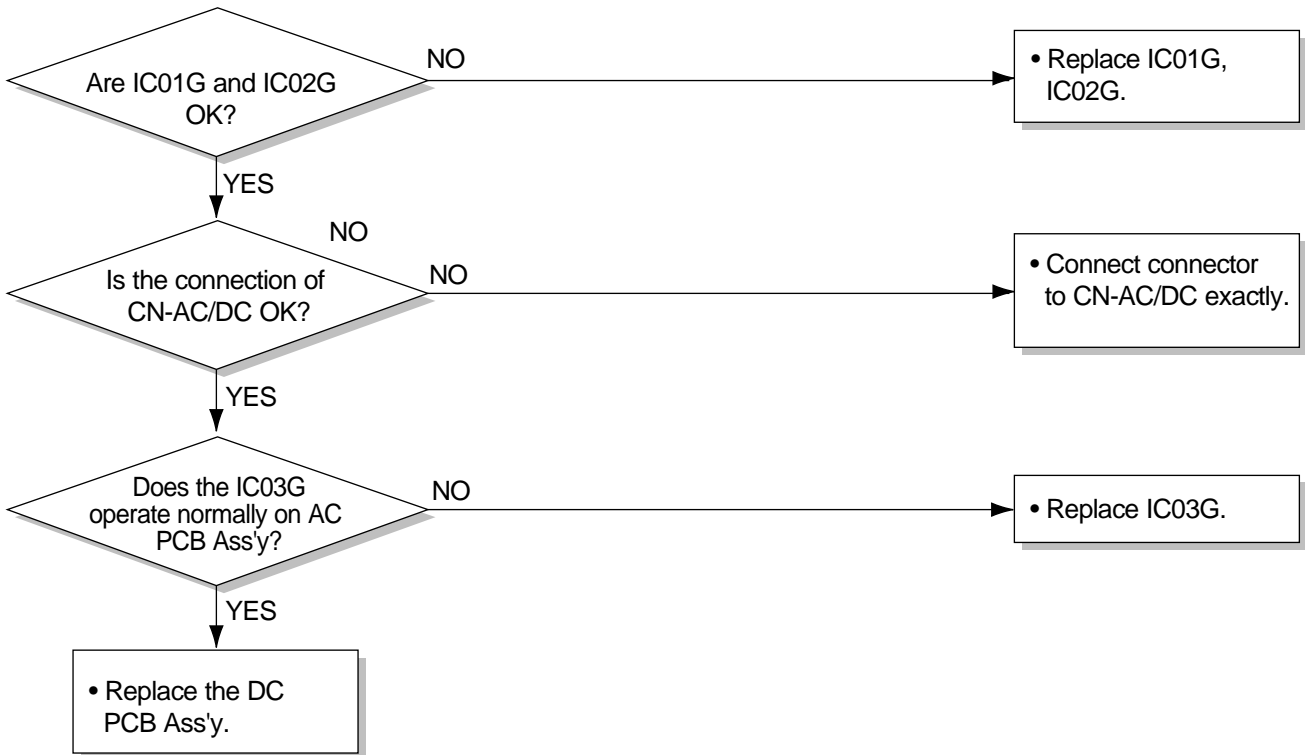 NO
Are IC01G and IC02G
OK?
• Replace IC01G,
IC02G.
YES
NO
Is the connection of
CN-AC/DC OK?
NO
• Connect connector
to CN-AC/DC exactly.
YES
Does the IC03G
operate normally on AC
PCB Ass'y?
NO
• Replace IC03G.
YES
• Replace the DC
PCB Ass'y.